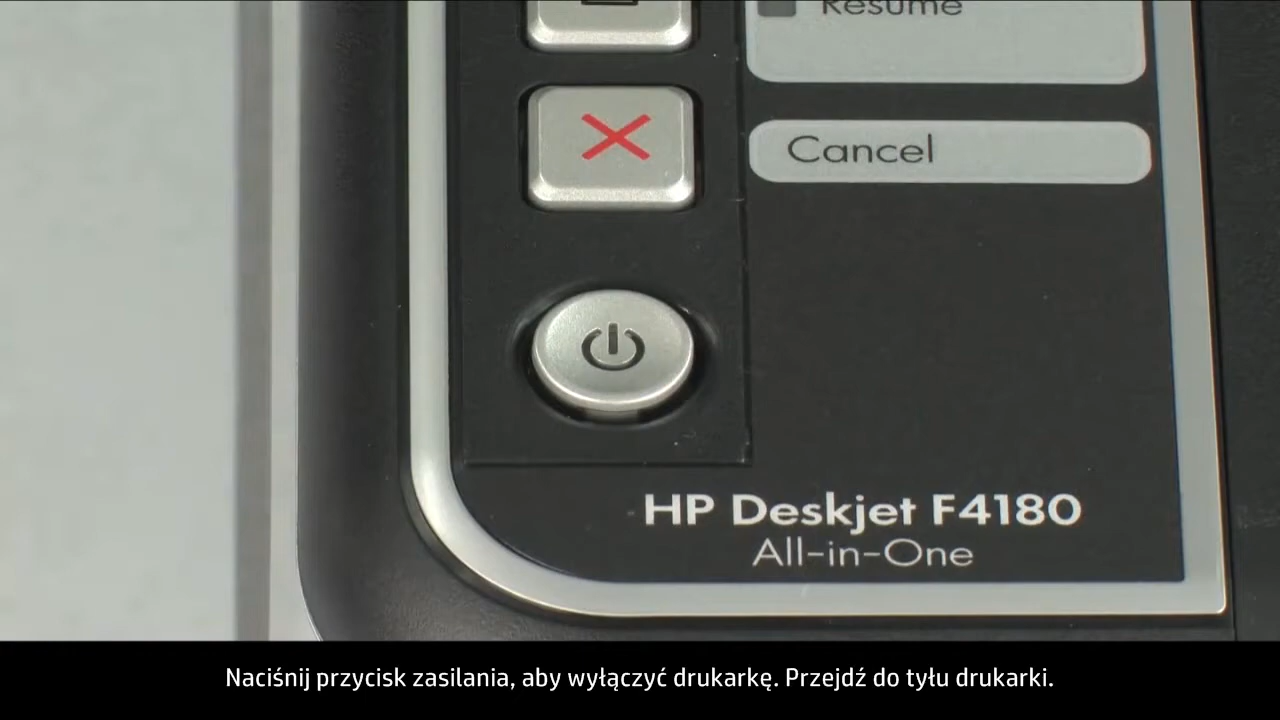 Resume
Cancel
HP Deskjet F4180
All-in-One
Naciśnij przycisk zasilania, aby wyłączyć drukarkę. Przejdź do tyłu drukarki.